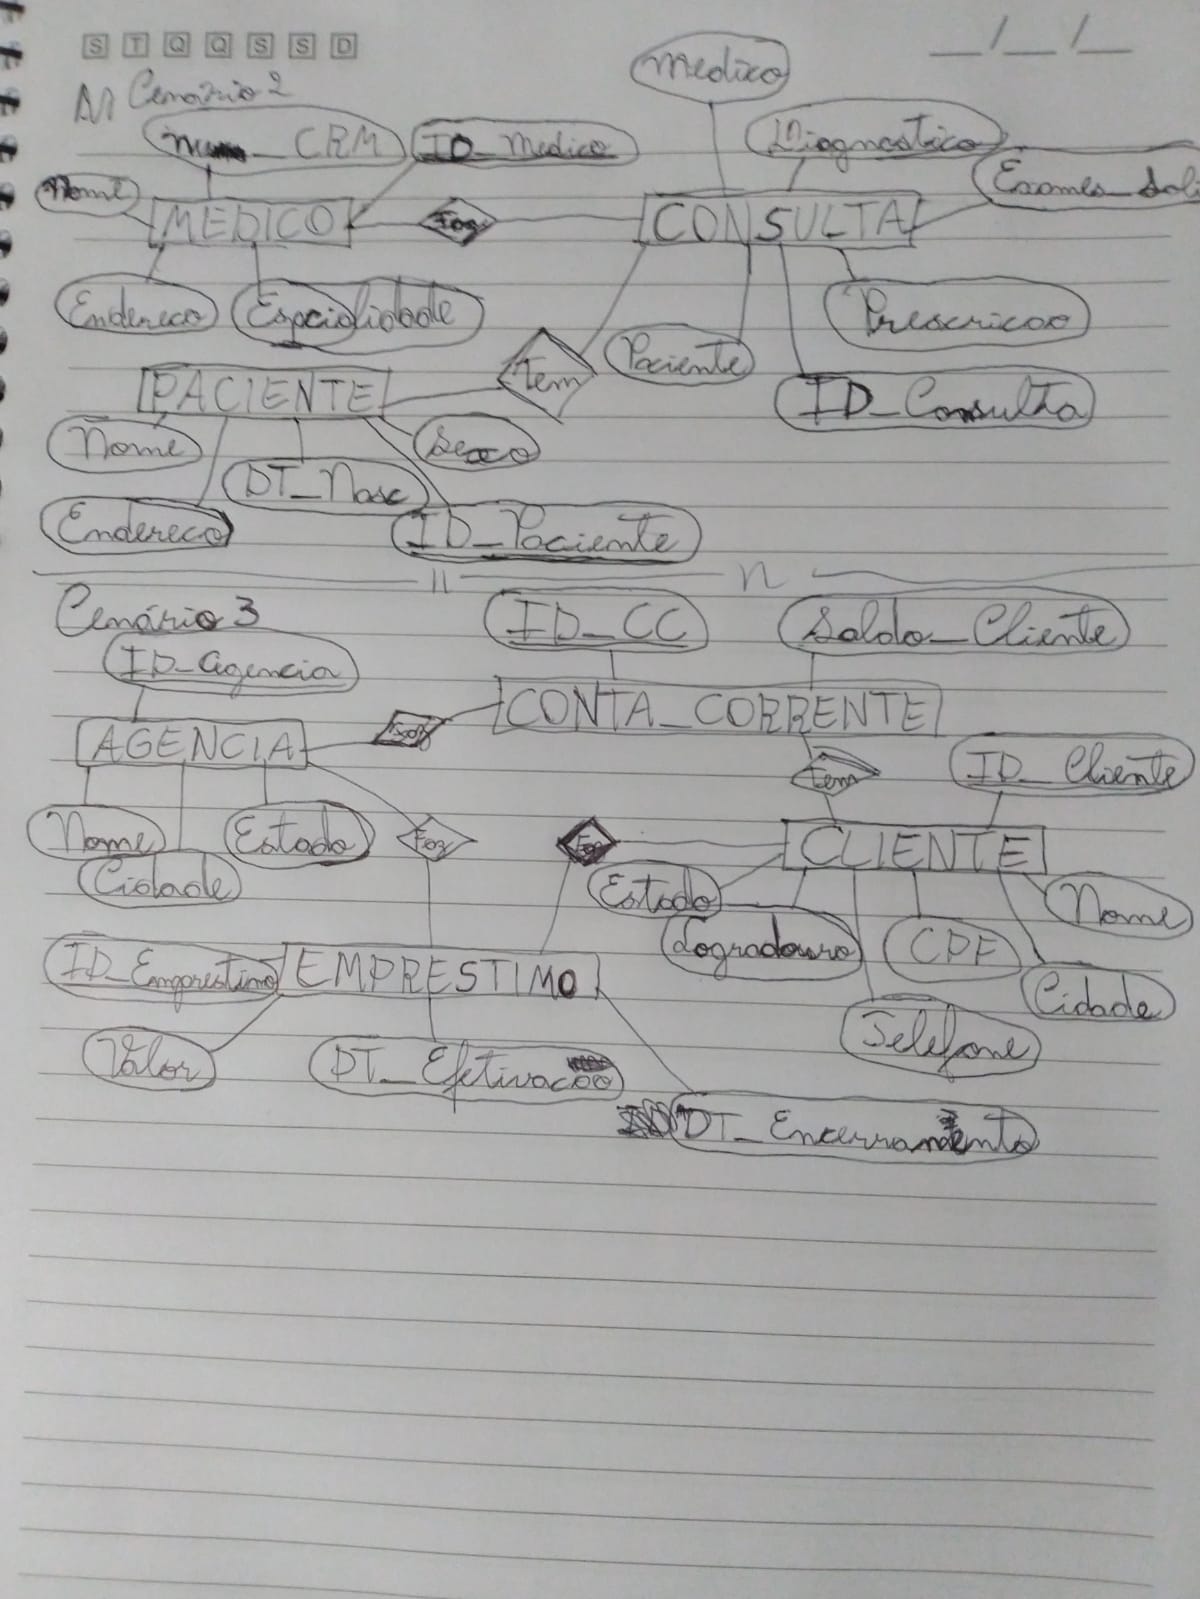 S T Q Q S S D
__/__/__
Cenário 2
Medico
CRM
ID_Medico
Diagnostico
Nome
Exames_Soli
MEDICO
Faz
CONSULTA
Endereco
Especialidade
Prescricao
Tem
Paciente
PACIENTE
ID_Consulta
Nome
Sexo
DT_Nasc
Endereco
ID_Paciente
Cenário 3
ID_CC
Saldo_Cliente
ID_agencia
CONTA_CORRENTE
AGENCIA
tem
ID_Cliente
Nome
Estado
Faz
Faz
CLIENTE
Cidade
Estado
Nome
Logradouro
CPF
ID_Emprestimo
EMPRESTIMO
Cidade
Telefone
Valor
DT_Efetivacao
DT_Encerramento